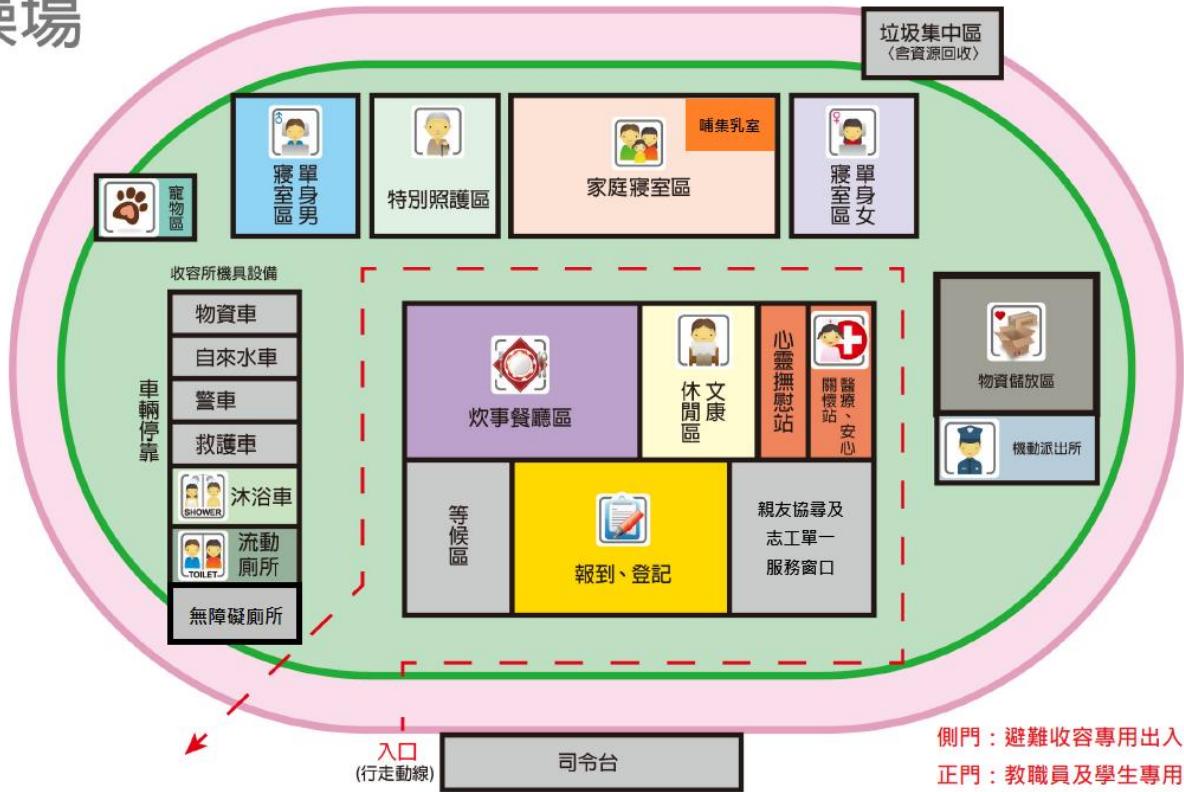 操場
垃圾集中區
〈含資源回收〉
單身男
寢室區
特別照護區
家庭寢室區
哺集乳室
單身女
寢室區
寵物區
收容所機具設備
物資車
自來水車
警車
救護車
SHOWER
沐浴車
TOILET
流動
廁所
無障礙廁所
車輛停靠
炊事餐廳區
文康
休閒區
心靈撫慰站
醫療、安心
關懷站
等候區
報到、登記
親友協尋及
志工單一
服務窗口
物資儲放區
機動派出所
入口
(行走動線)
司令台
側門：避難收容專用出入
正門：教職員及學生專用